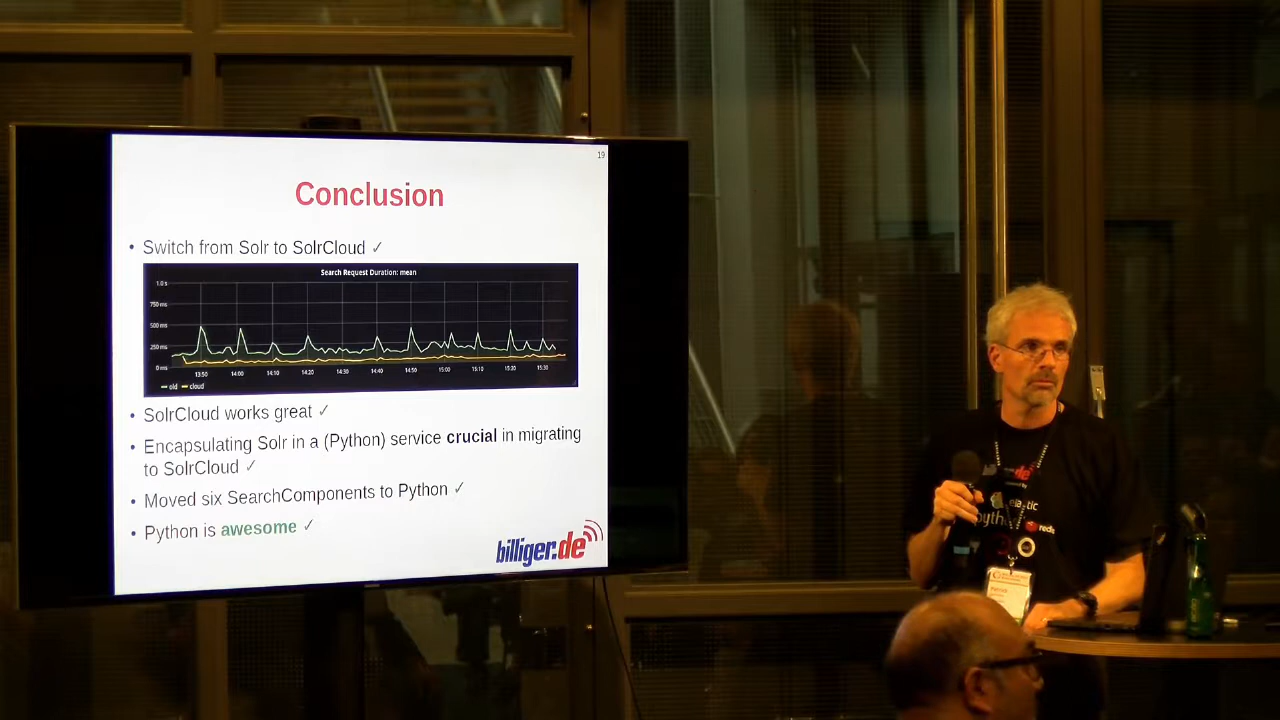 19
Conclusion
• Switch from Solr to SolrCloud ✓
Search Request Duration: mean
1.0 s
750 ms
500 ms
250 ms
0 ms
13:50 14:00 14:10 14:20 14:30 14:40 14:50 15:00 15:10 15:20 15:30
old cloud
• SolrCloud works great ✓
• Encapsulating Solr in a (Python) service crucial in migrating
to SolrCloud ✓
• Moved six SearchComponents to Python ✓
• Python is awesome ✓
billiger.de
de
elastic
redis